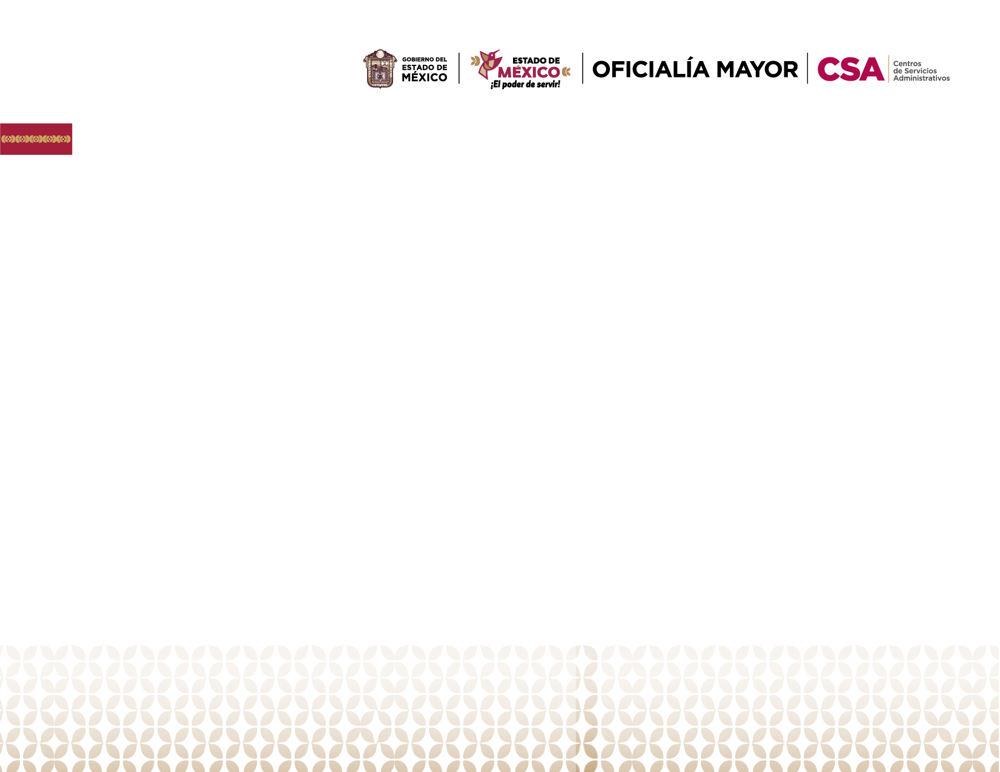 GOBIERNO DEL
ESTADO DE
MÉXICO
ESTADO DE
MÉXICO
¡El poder de servir!
OFICIALÍA MAYOR
CSA
Centros
de Servicios
Administrativos